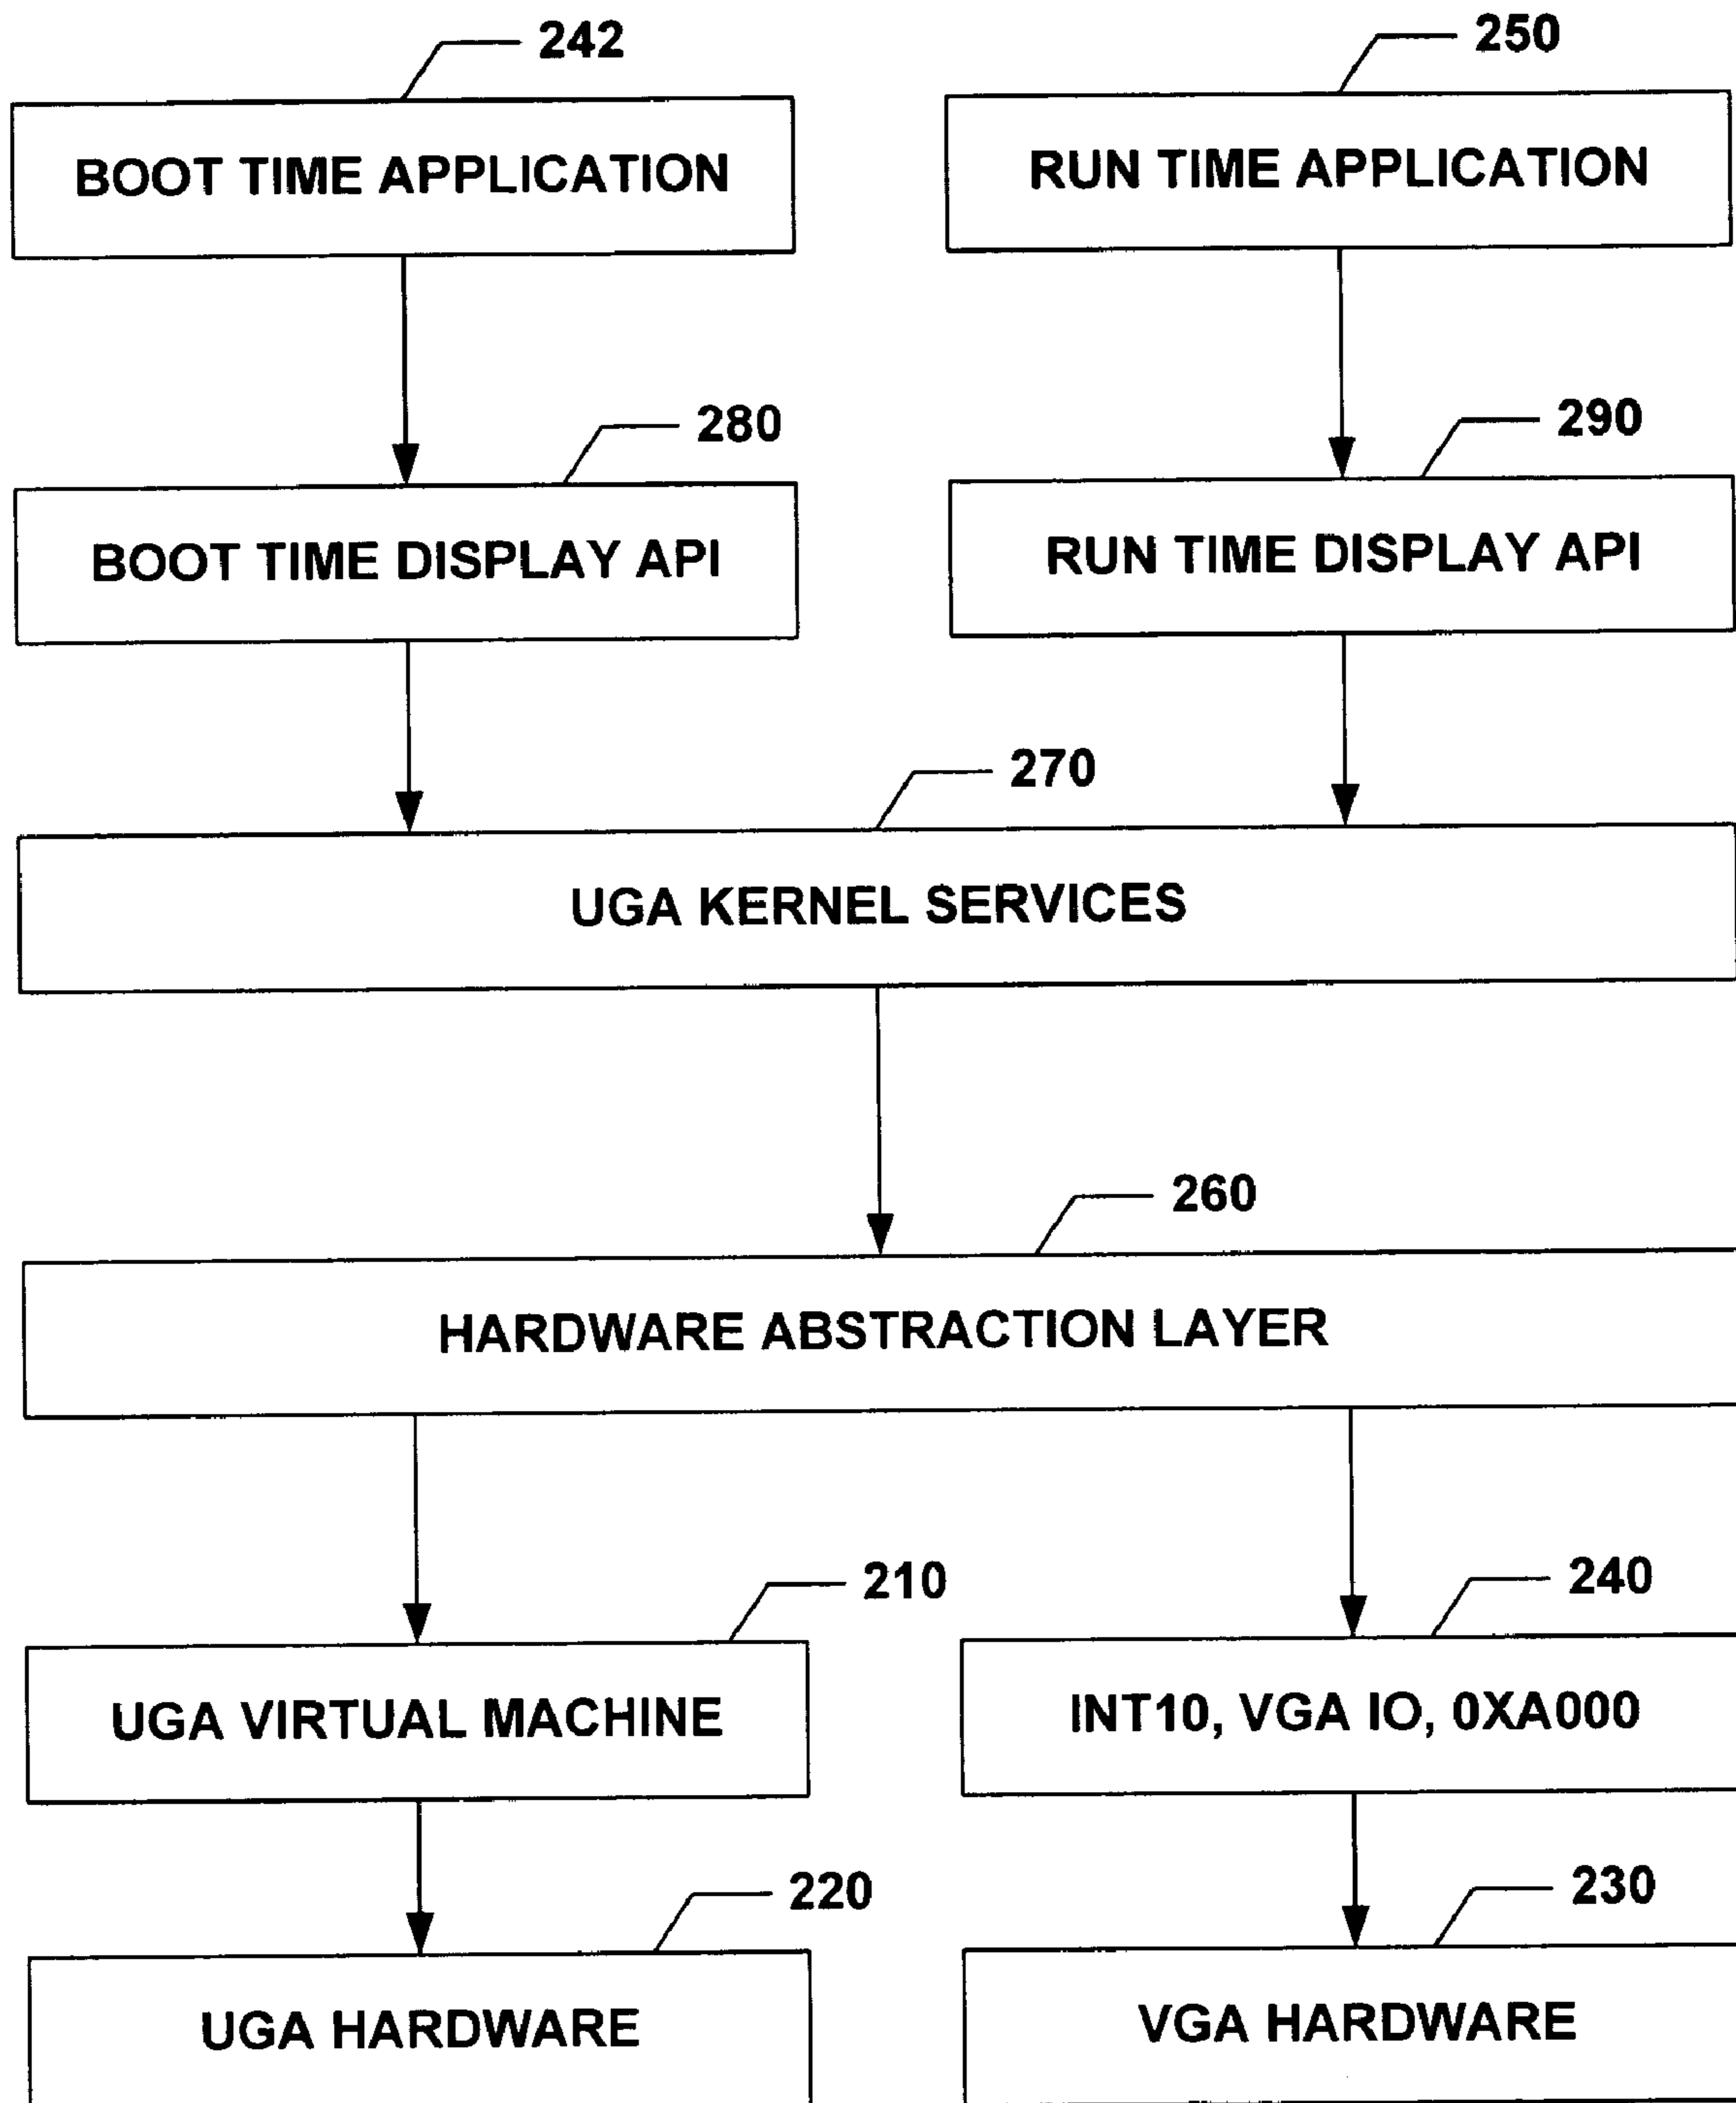 242
250
BOOT TIME APPLICATION
RUN TIME APPLICATION
280
290
BOOT TIME DISPLAY API
RUN TIME DISPLAY API
270
UGA KERNEL SERVICES
260
HARDWARE ABSTRACTION LAYER
210
240
UGA VIRTUAL MACHINE
INT10, VGA IO, 0XA000
220
230
UGA HARDWARE
VGA HARDWARE